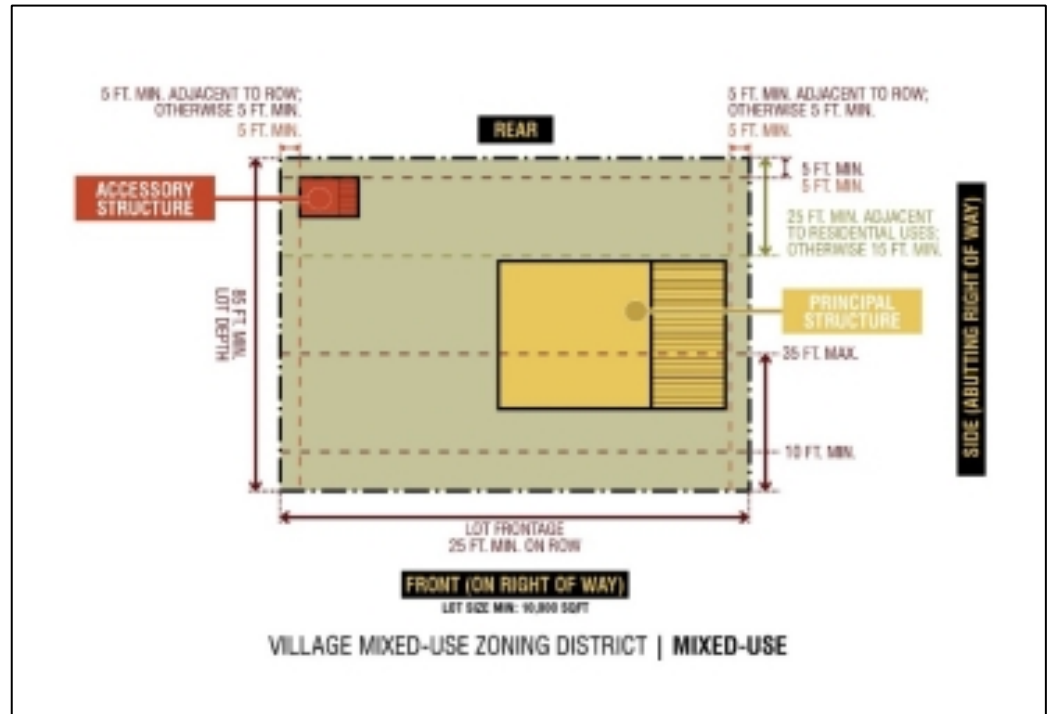 5 FT. MIN. ADJACENT TO ROW;
OTHERWISE 5 FT. MIN.
5 FT. MIN.
REAR
5 FT. MIN. ADJACENT TO ROW;
OTHERWISE 5 FT. MIN.
5 FT. MIN.
5 FT. MIN.
5 FT. MIN.
ACCESSORY
STRUCTURE
25 FT. MIN. ADJACENT
TO RESIDENTIAL USES;
OTHERWISE 15 FT. MIN.
85 FT. MIN.
LOT DEPTH
PRINCIPAL
STRUCTURE
35 FT. MAX.
SIDE (ABUTTING RIGHT OF WAY)
10 FT. MIN.
LOT FRONTAGE
25 FT. MIN. ON ROW
FRONT (ON RIGHT OF WAY)
LOT SIZE MIN: 10,000 SQFT
VILLAGE MIXED-USE ZONING DISTRICT | MIXED-USE